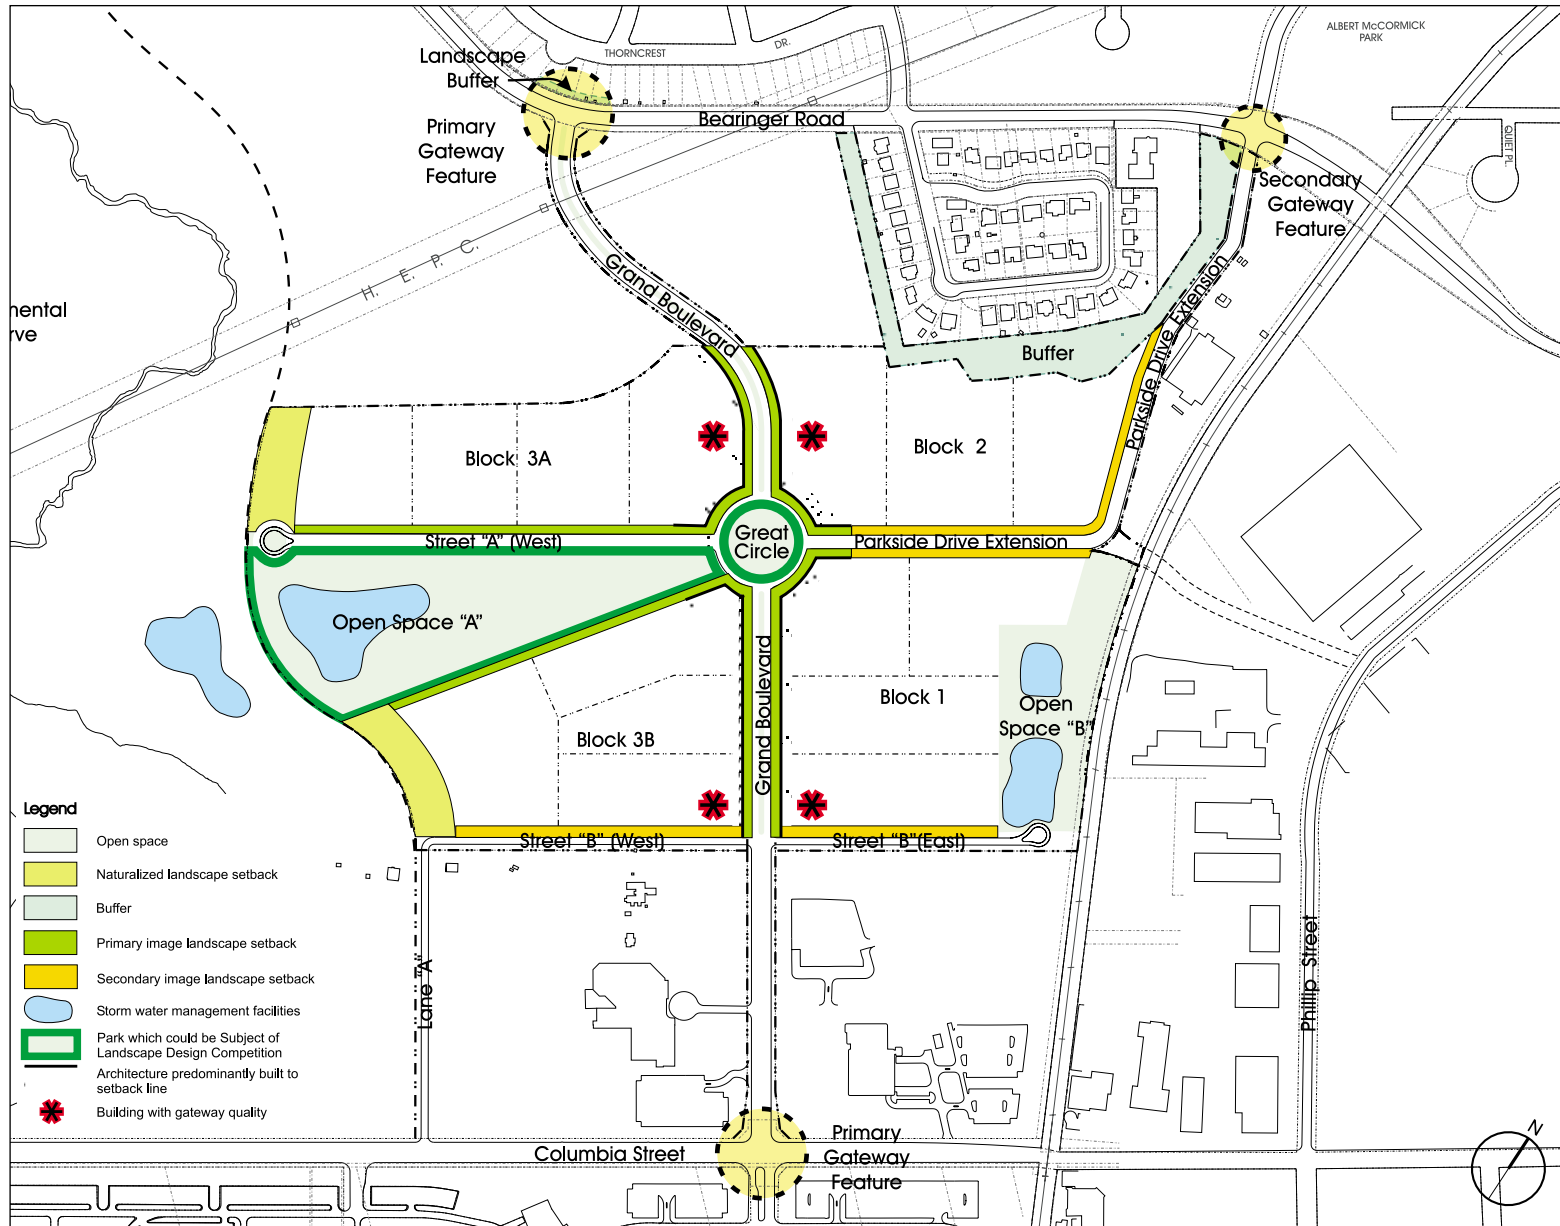 ALBERT McCORMICK
PARK
THORNCREST
DR.
Landscape
Buffer
Bearinger Road
Primary
Gateway
Feature
QUIET PL.
Secondary
Gateway
Feature
H. E. P. C.
Grand Boulevard
Parkside Drive Extension
Buffer
Block 3A
Block 2
Parkside Drive Extension
Street "A" (West)
Great
Circle
Parkside Drive Extension
Open Space "A"
Grand Boulevard
Block 1
Open
Space "B"
Block 3B
Street "B" (West)
Street "B"(East)
Lane "A"
Phillip Street
Columbia Street
Primary
Gateway
Feature
N
Legend
Open space
Naturalized landscape setback
Buffer
Primary image landscape setback
Secondary image landscape setback
Storm water management facilities
Park which could be Subject of
Landscape Design Competition
Architecture predominantly built to
setback line
Building with gateway quality